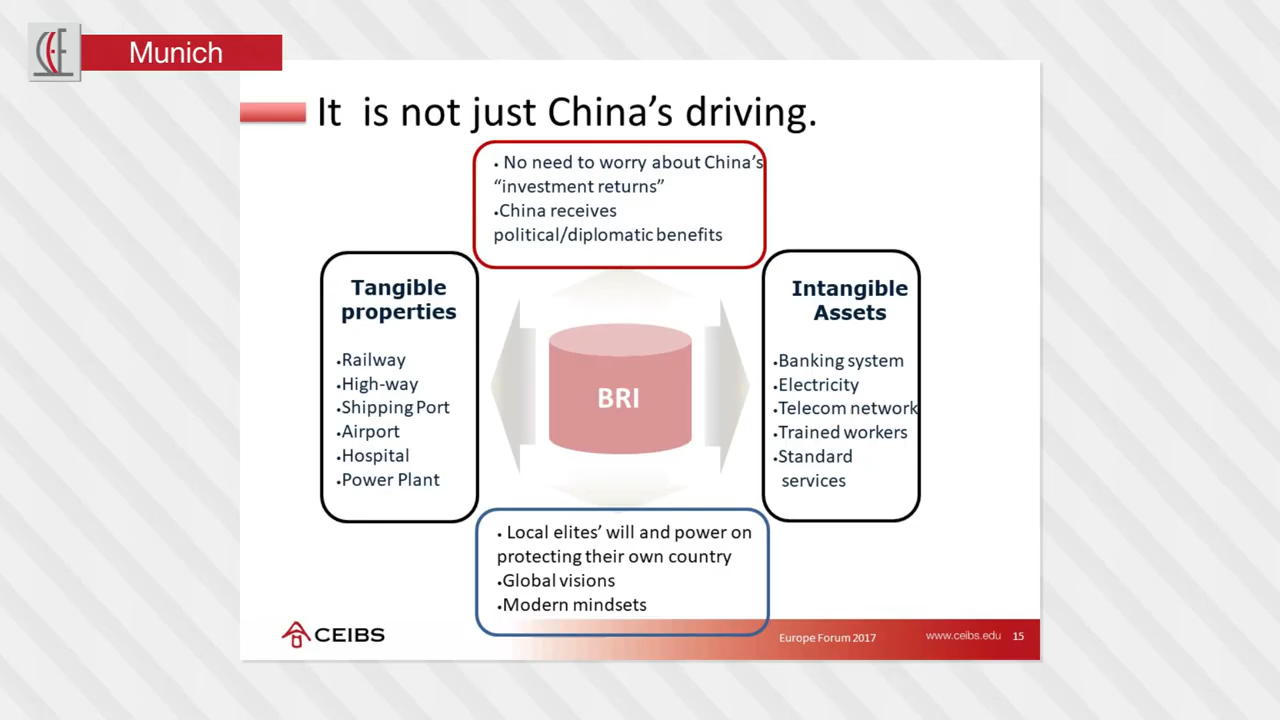 Munich
It is not just China's driving.
• No need to worry about China's
“investment returns”
•China receives
political/diplomatic benefits
Tangible
properties
•Railway
•High-way
•Shipping Port
•Airport
•Hospital
•Power Plant
BRI
Intangible
Assets
•Banking system
•Electricity
•Telecom network
•Trained workers
•Standard
services
• Local elites’ will and power on
protecting their own country
•Global visions
•Modern mindsets
CEIBS
Europe Forum 2017
www.ceibs.edu 15